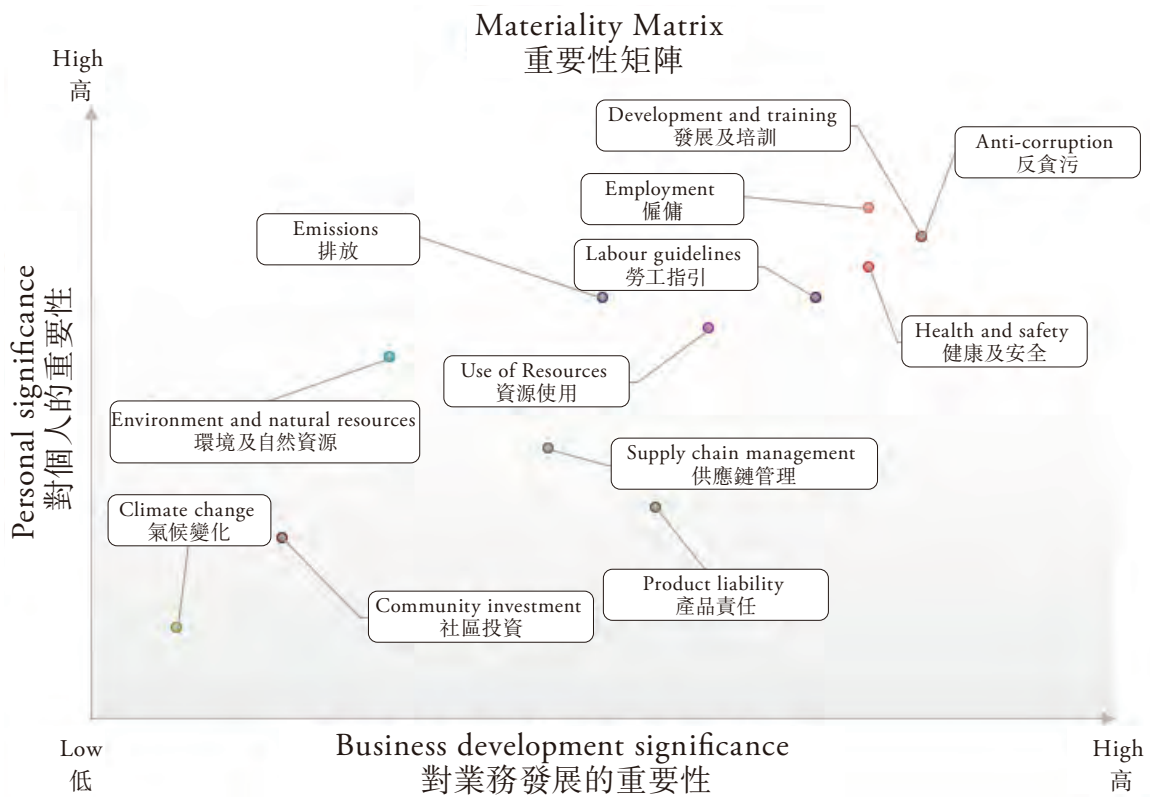 Materiality Matrix
重要性矩陣
High
高
Development and training
發展及培訓
Anti-corruption
反貪污
Employment
僱傭
Emissions
排放
Labour guidelines
勞工指引
Personal significance
對個人的重要性
Health and safety
健康及安全
Use of Resources
資源使用
Environment and natural resources
環境及自然資源
Supply chain management
供應鏈管理
Climate change
氣候變化
Product liability
產品責任
Community investment
社區投資
Low
低
Business development significance
對業務發展的重要性
High
高